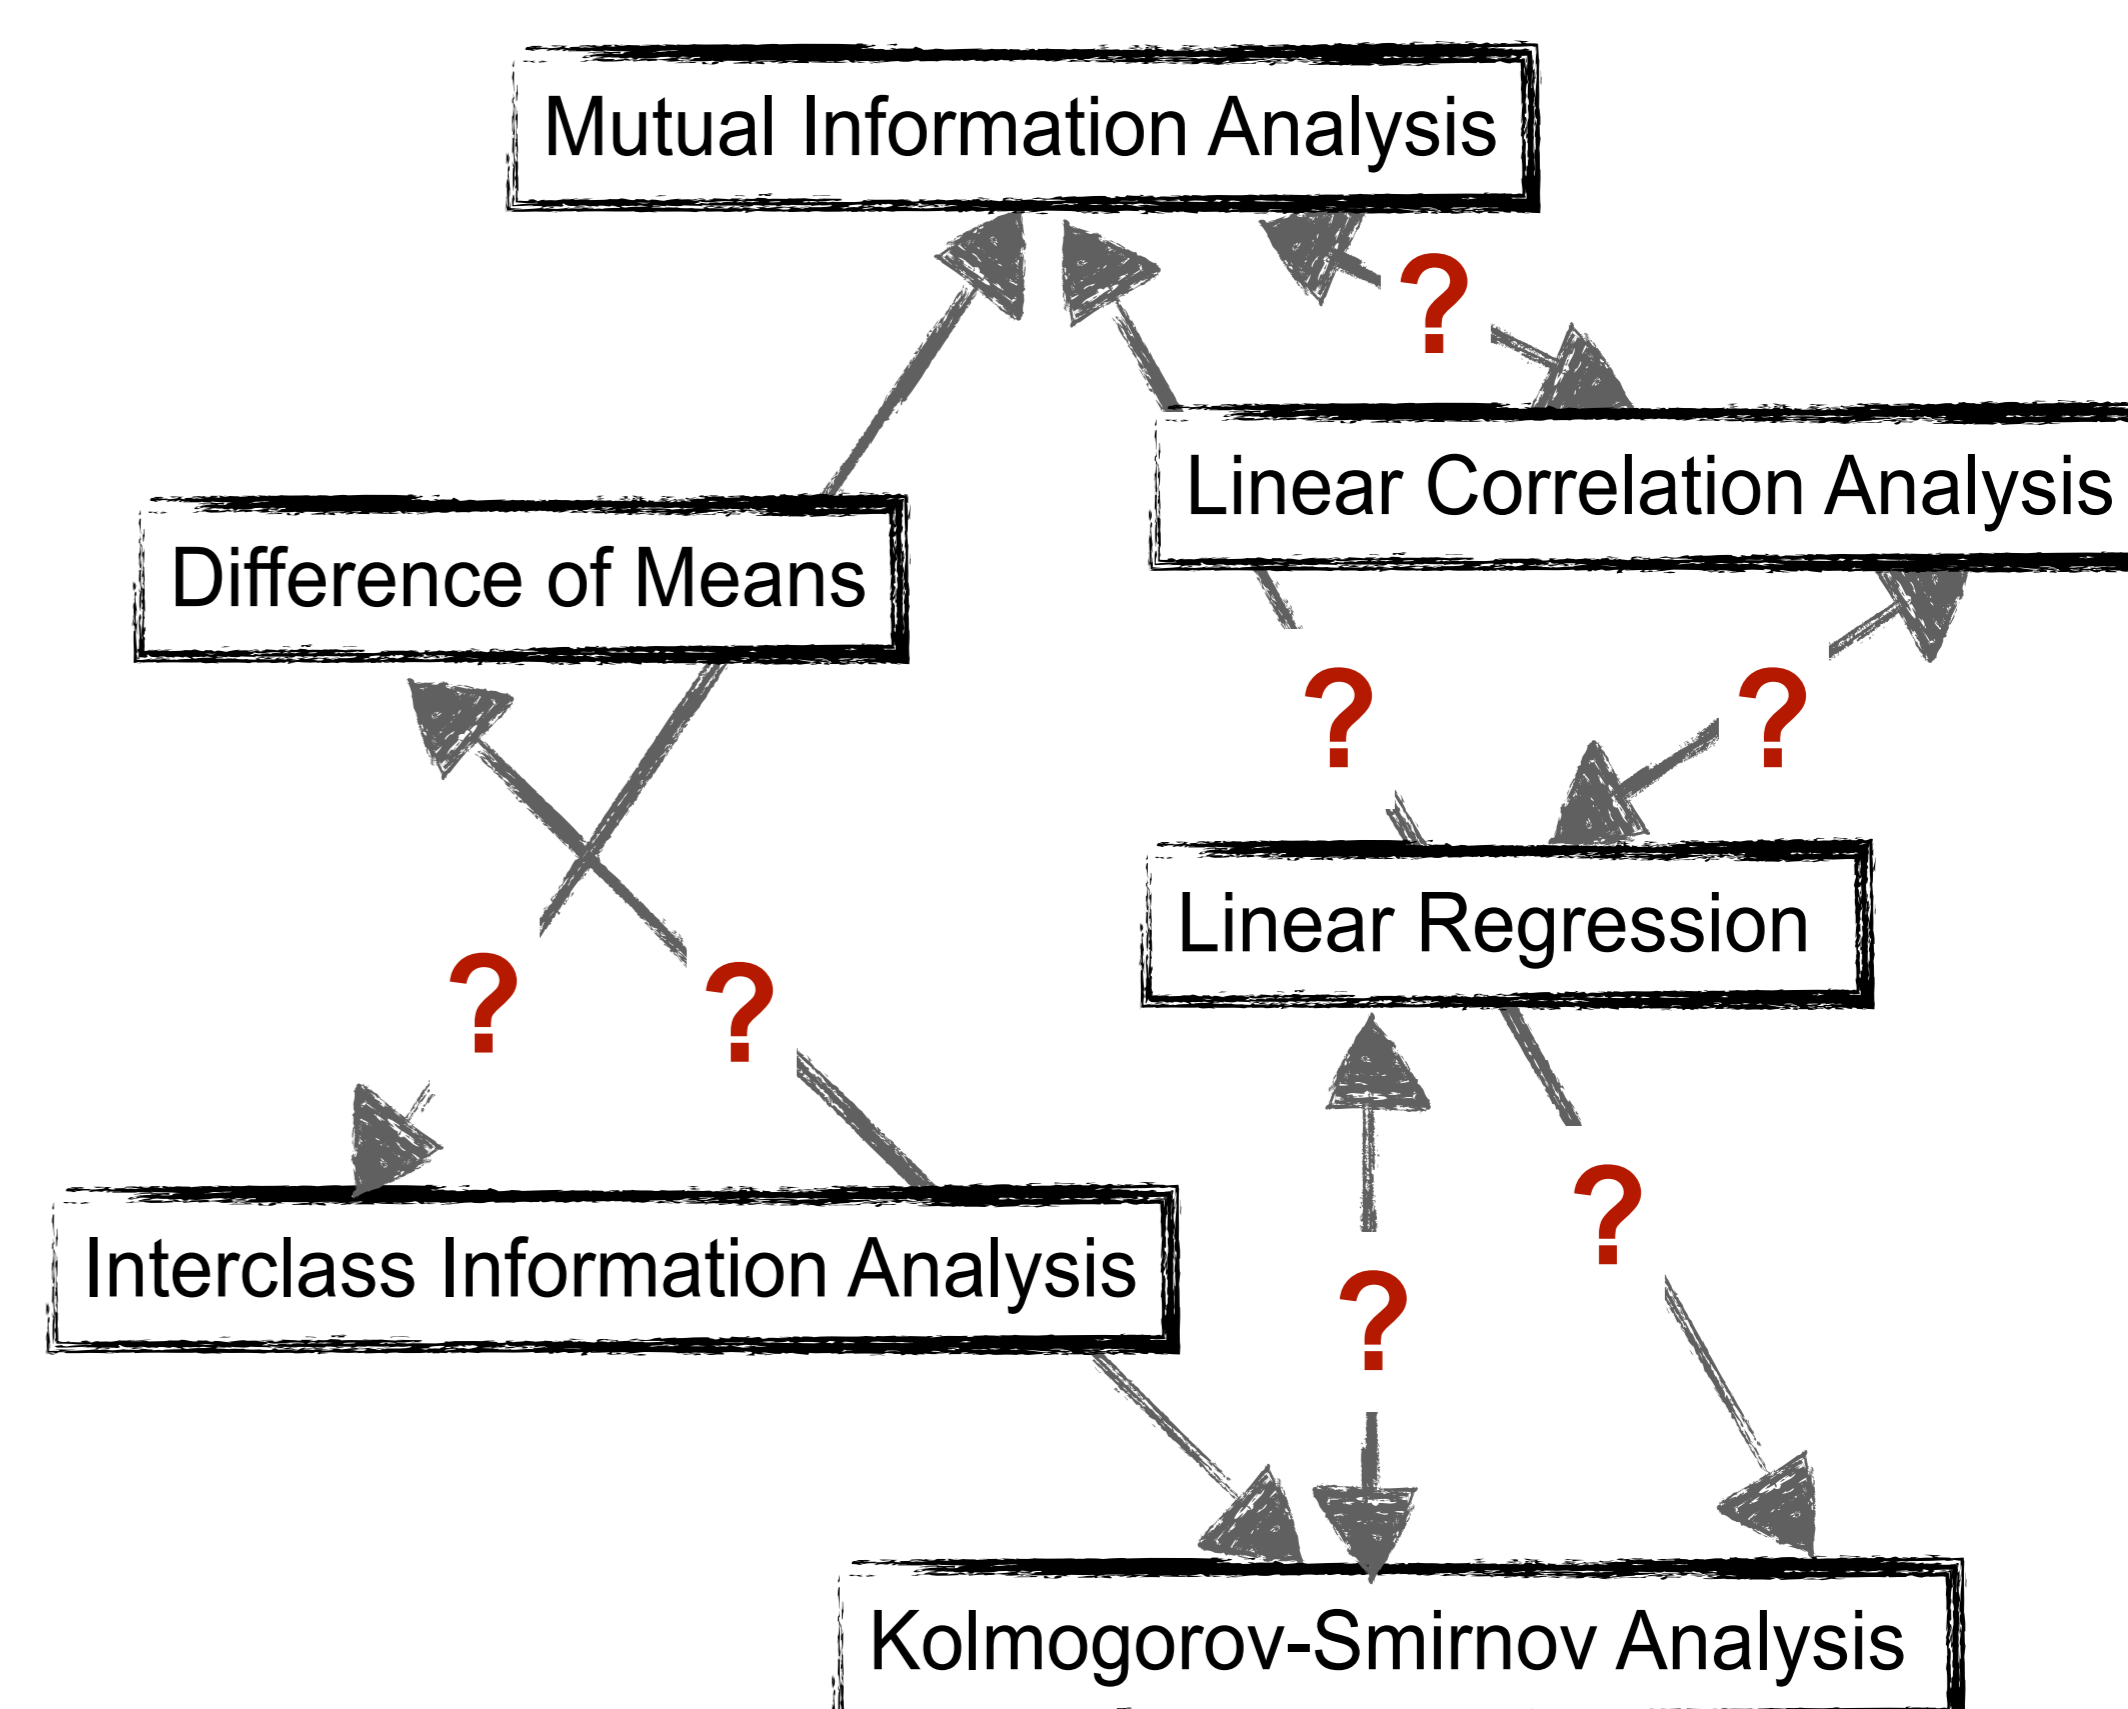 Mutual Information Analysis
?
Linear Correlation Analysis
Difference of Means
?
?
Linear Regression
?
?
?
Interclass Information Analysis
?
Kolmogorov-Smirnov Analysis